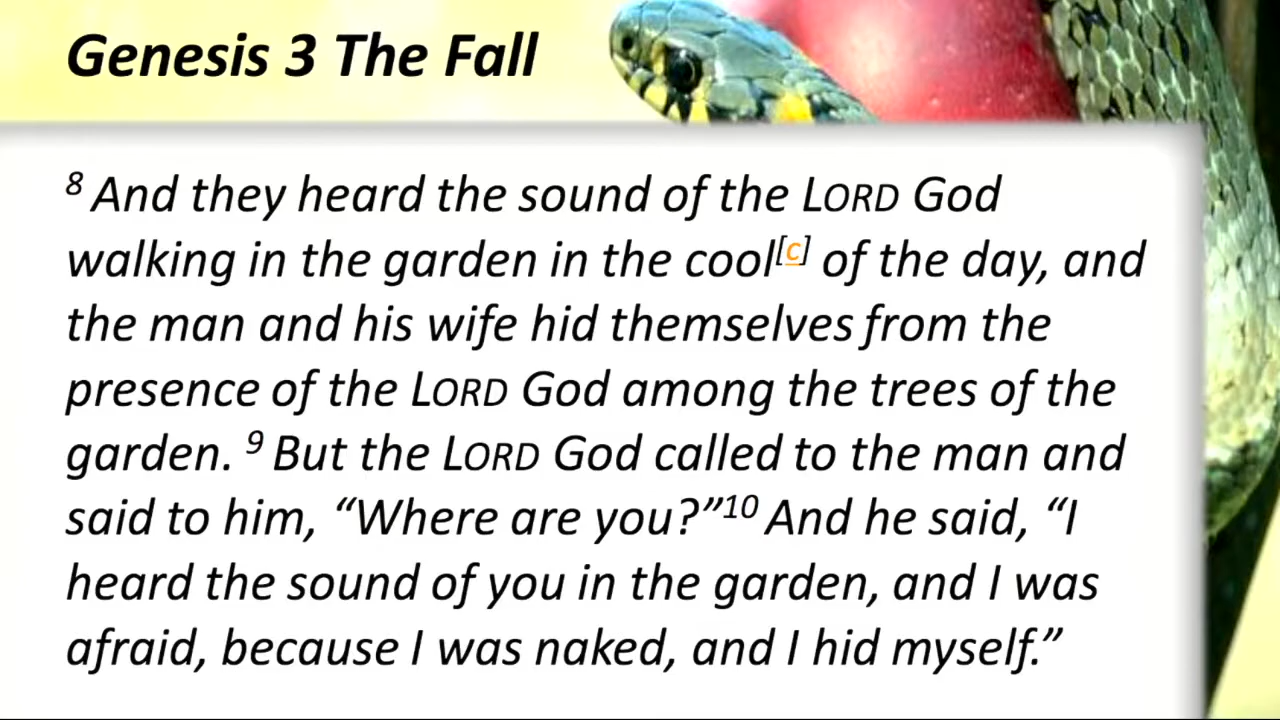 Genesis 3 The Fall
8 And they heard the sound of the LORD God
walking in the garden in the cool[c] of the day, and
the man and his wife hid themselves from the
presence of the LORD God among the trees of the
garden. 9 But the LORD God called to the man and
said to him, “Where are you?”10 And he said, “I
heard the sound of you in the garden, and I was
afraid, because I was naked, and I hid myself.”